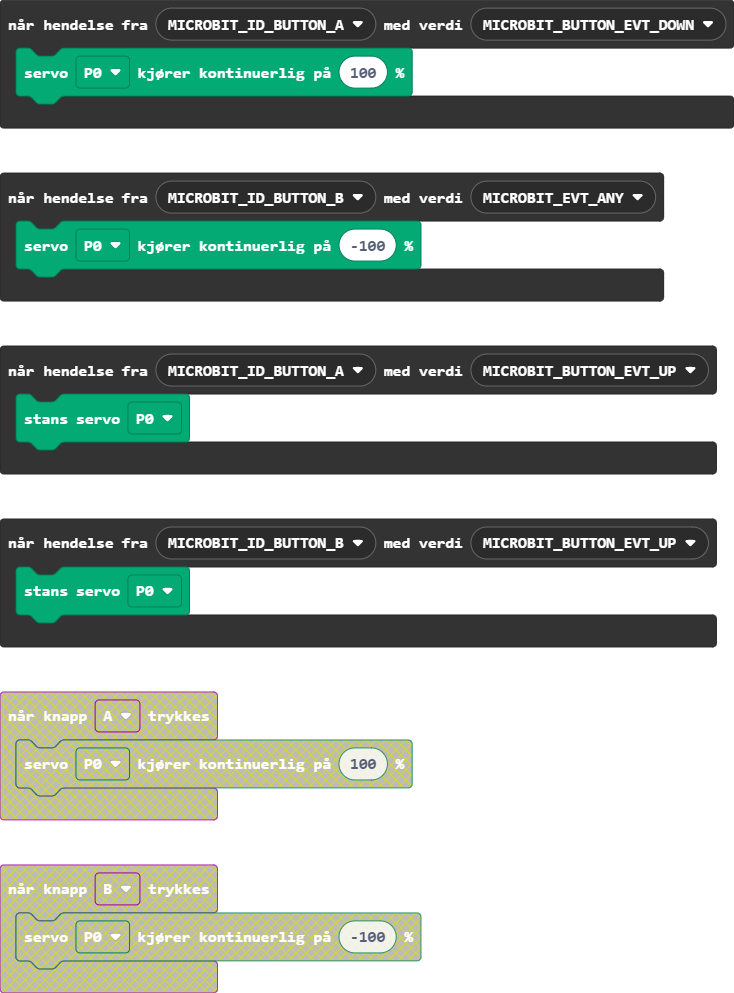 når hendelse fra MICROBIT_ID_BUTTON_A med verdi MICROBIT_BUTTON_EVT_DOWN
servo P0 kjører kontinuerlig på 100 %
når hendelse fra MICROBIT_ID_BUTTON_B med verdi MICROBIT_EVT_ANY
servo P0 kjører kontinuerlig på -100 %
når hendelse fra MICROBIT_ID_BUTTON_A med verdi MICROBIT_BUTTON_EVT_UP
stans servo P0
når hendelse fra MICROBIT_ID_BUTTON_B med verdi MICROBIT_BUTTON_EVT_UP
stans servo P0
når knapp A trykkes
servo P0 kjører kontinuerlig på 100 %
når knapp B trykkes
servo P0 kjører kontinuerlig på -100 %